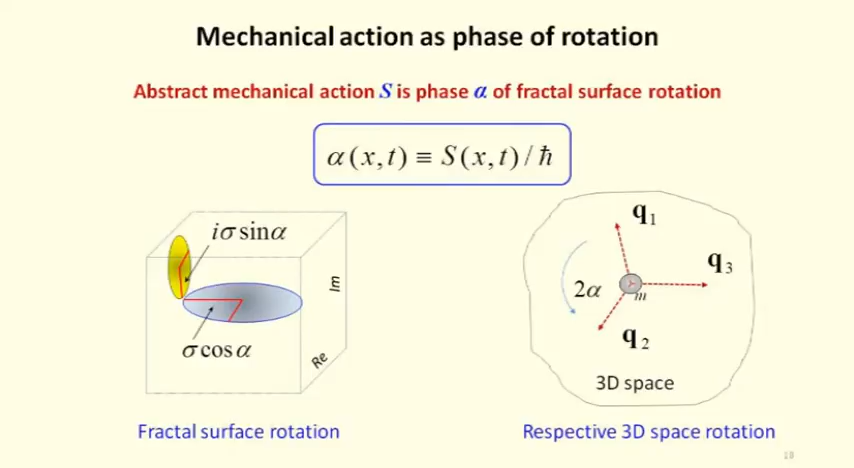 Mechanical action as phase of rotation
Abstract mechanical action S is phase α of fractal surface rotation
α(x,t) ≡ S(x,t) / ħ
iσ sinα
Im
σ cosα
Re
Fractal surface rotation
q₁
q₃
2α
m
q₂
3D space
Respective 3D space rotation